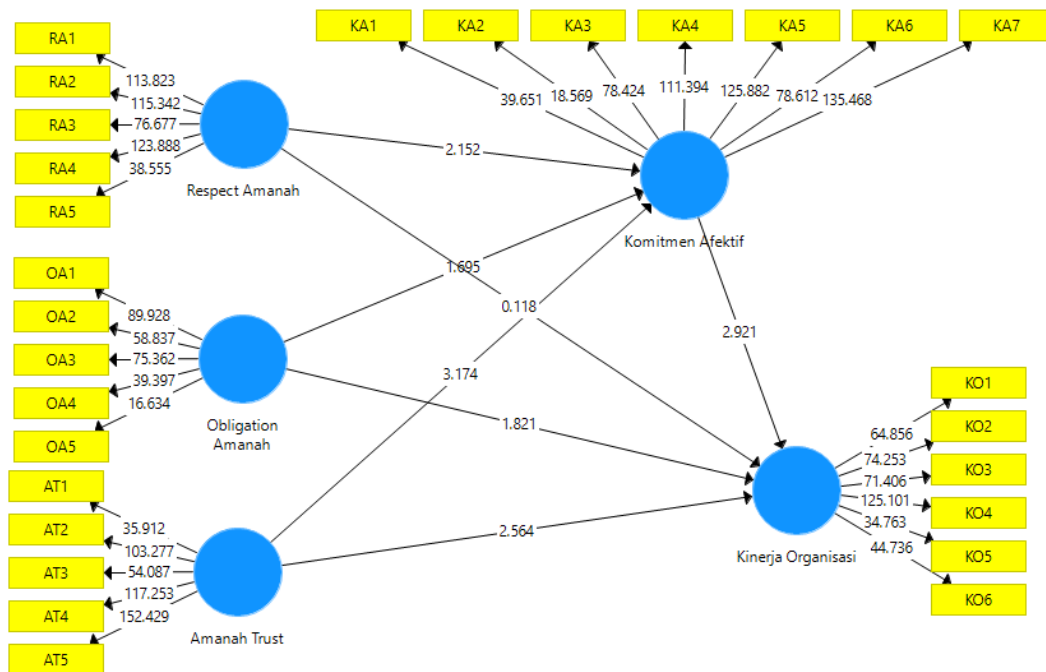 RA1
RA2
RA3
RA4
RA5
113.823
115.342
76.677
123.888
38.555
Respect Amanah
KA1
KA2
KA3
KA4
KA5
KA6
KA7
39.651
18.569
78.424
111.394
125.882
78.612
135.468
Komitmen Afektif
2.152
1.695
0.118
3.174
2.921
1.821
2.564
OA1
OA2
OA3
OA4
OA5
89.928
58.837
75.362
39.397
16.634
Obligation
Amanah
AT1
AT2
AT3
AT4
AT5
35.912
103.277
54.087
117.253
152.429
Amanah Trust
KO1
KO2
KO3
KO4
KO5
KO6
64.856
74.253
71.406
125.101
34.763
44.736
Kinerja Organisasi